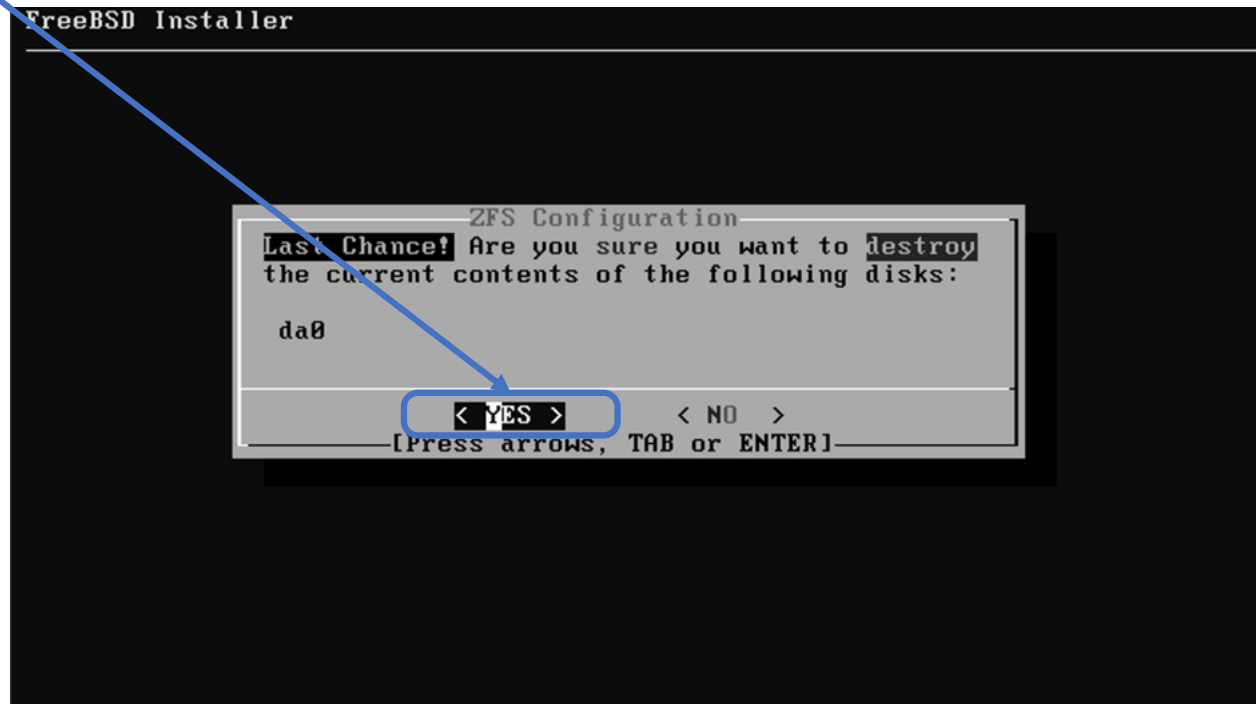 FreeBSD Installer
ZFS Configuration
Last Chance! Are you sure you want to destroy
the current contents of the following disks:
da0
< YES > < NO >
[Press arrows, TAB or ENTER]